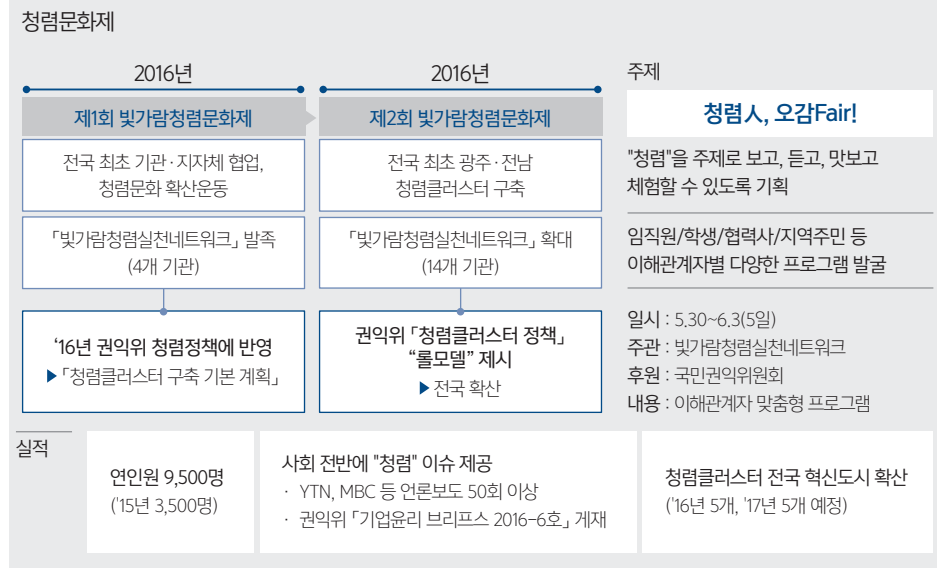 청렴문화제
2016년
제1회 빛가람청렴문화제
전국 최초 기관·지자체 협업,
청렴문화 확산운동
「빛가람청렴실천네트워크」 발족
(4개 기관)
‘16년 권익위 청렴정책에 반영
▶「청렴클러스터 구축 기본 계획」
2016년
제2회 빛가람청렴문화제
전국 최초 광주·전남
청렴클러스터 구축
「빛가람청렴실천네트워크」 확대
(14개 기관)
권익위 「청렴클러스터 정책」
“롤모델” 제시
▶전국 확산
주제
청렴人, 오감Fair!
"청렴"을 주제로 보고, 듣고, 맛보고
체험할 수 있도록 기획
임직원/학생/협력사/지역주민 등
이해관계자별 다양한 프로그램 발굴
일시 : 5.30~6.3(5일)
주관 : 빛가람청렴실천네트워크
후원 : 국민권익위원회
내용 : 이해관계자 맞춤형 프로그램
실적
연인원 9,500명
('15년 3,500명)
사회 전반에 "청렴" 이슈 제공
· YTN, MBC 등 언론보도 50회 이상
· 권익위 「기업윤리 브리프스 2016-6호」 게재
청렴클러스터 전국 혁신도시 확산
('16년 5개, '17년 5개 예정)